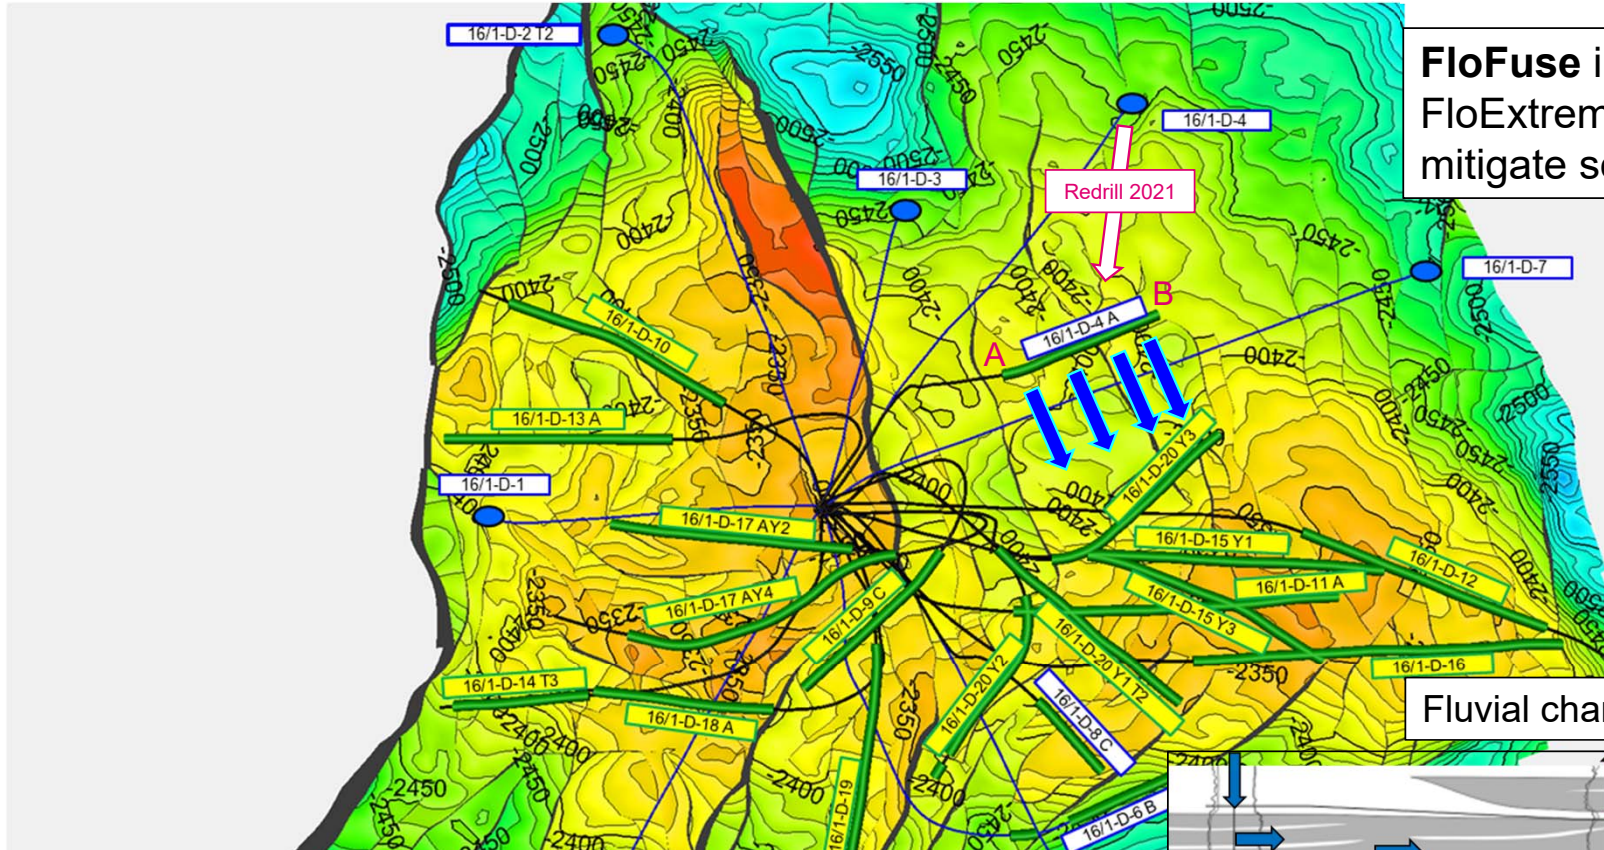 16/1-D-2 T2
16/1-D-4
FloFuse i
FloExtrem
mitigate s
16/1-D-3
Redrill 2021
16/1-D-7
B
16/1-D-4 A
A
16/1-D-10
16/1-D-13 A
16/1-D-1
16/1-D-20 Y3
16/1-D-17 AY2
16/1-D-15 Y1
16/1-D-12
16/1-D-11 A
16/1-D-17 AY4
16/1-D-9 C
16/1-D-15 Y3
16/1-D-20 Y1 T2
16/1-D-16
16/1-D-14 T3
16/1-D-20 Y2
16/1-D-8 C
16/1-D-18 A
Fluvial cha
16/1-D-19
16/1-D-6 B
-2450
-2500
-2550
-2400
-2350